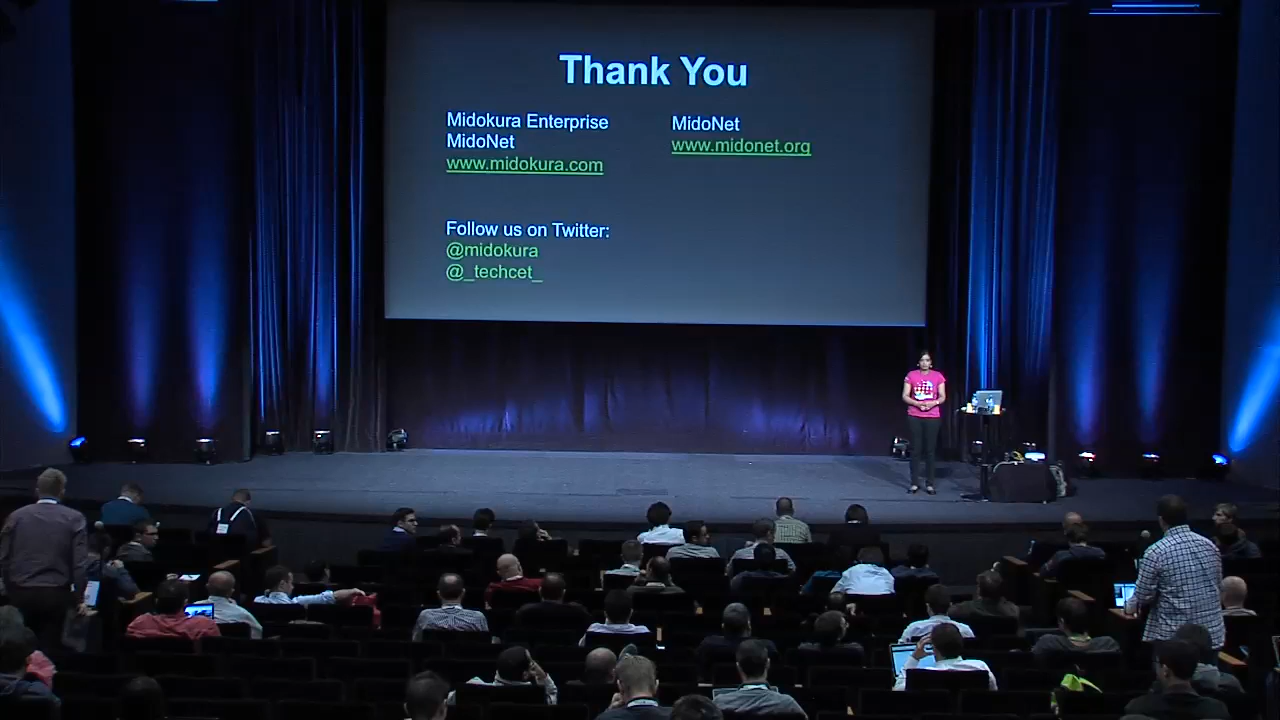 Thank You
Midokura Enterprise
MidoNet
www.midokura.com
MidoNet
www.midonet.org
Follow us on Twitter:
@midokura
@_techcet_